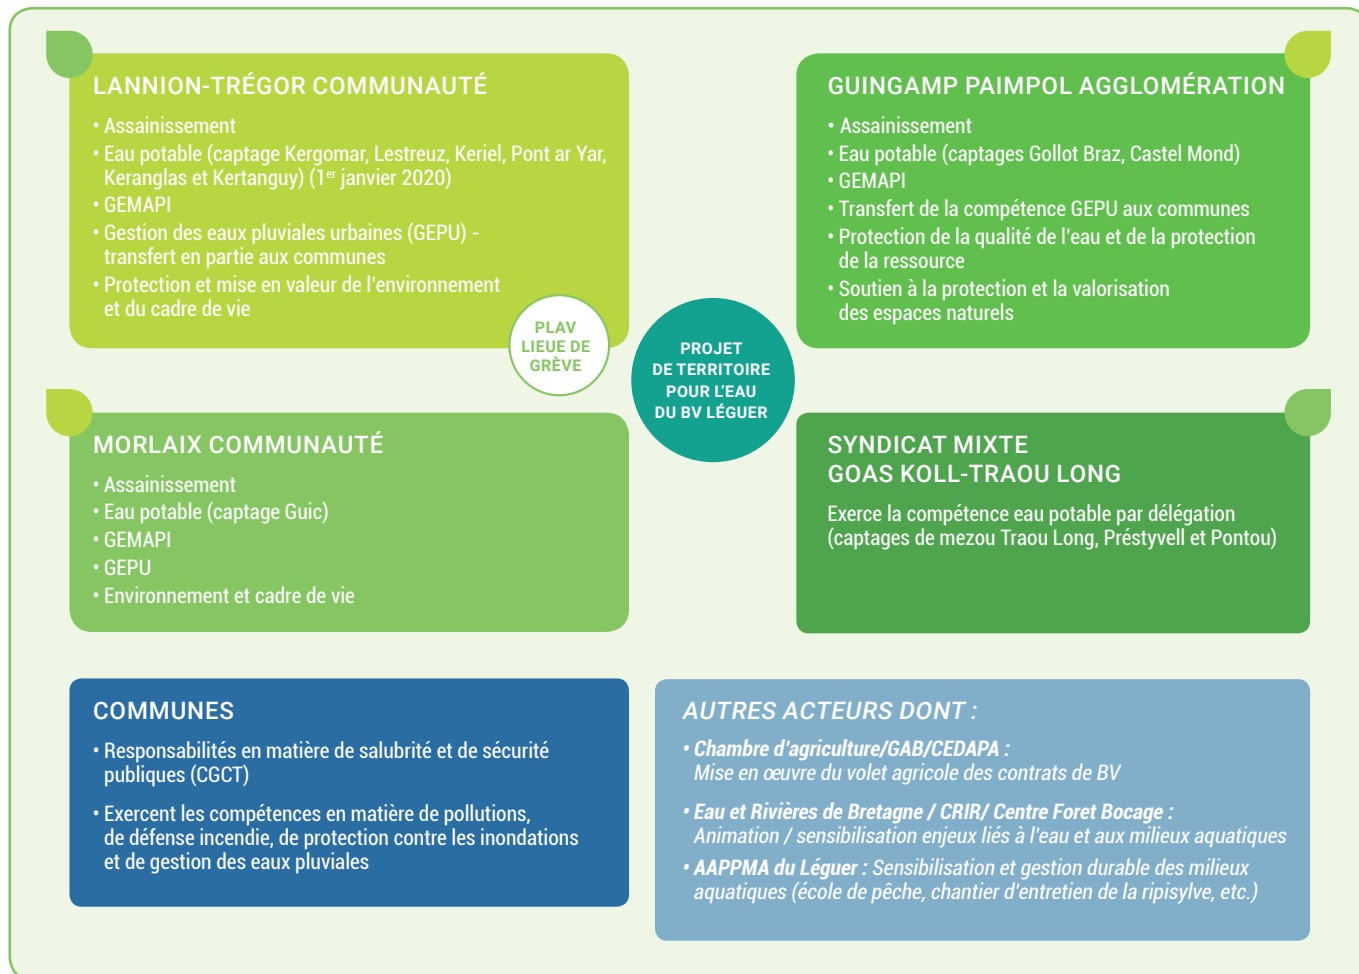 LANNION-TRÉGOR COMMUNAUTÉ
• Assainissement
• Eau potable (captage Kergomar, Lestreuz, Keriel, Pont ar Yar,
Keranglas et Kertanguy) (1er janvier 2020)
• GEMAPI
• Gestion des eaux pluviales urbaines (GEPU) -
transfert en partie aux communes
• Protection et mise en valeur de l'environnement
et du cadre de vie
GUINGAMP PAIMPOL AGGLOMÉRATION
• Assainissement
• Eau potable (captages Gollot Braz, Castel Mond)
• GEMAPI
• Transfert de la compétence GEPU aux communes
• Protection de la qualité de l'eau et de la protection
de la ressource
• Soutien à la protection et la valorisation
des espaces naturels
PLAV
LIEUE DE
GRÈVE
PROJET
DE TERRITOIRE
POUR L'EAU
DU BV LÉGUER
MORLAIX COMMUNAUTÉ
• Assainissement
• Eau potable (captage Guic)
• GEMAPI
• GEPU
• Environnement et cadre de vie
SYNDICAT MIXTE
GOAS KOLL-TRAOU LONG
Exerce la compétence eau potable par délégation
(captages de mezou Traou Long, Préstyvell et Pontou)
COMMUNES
• Responsabilités en matière de salubrité et de sécurité
publiques (CGCT)
• Exercent les compétences en matière de pollutions,
de défense incendie, de protection contre les inondations
et de gestion des eaux pluviales
AUTRES ACTEURS DONT :
• Chambre d'agriculture/GAB/CEDAPA :
Mise en œuvre du volet agricole des contrats de BV
• Eau et Rivières de Bretagne / CRIR/ Centre Foret Bocage :
Animation / sensibilisation enjeux liés à l'eau et aux milieux aquatiques
• AAPPMA du Léguer : Sensibilisation et gestion durable des milieux
aquatiques (école de pêche, chantier d'entretien de la ripisylve, etc.)